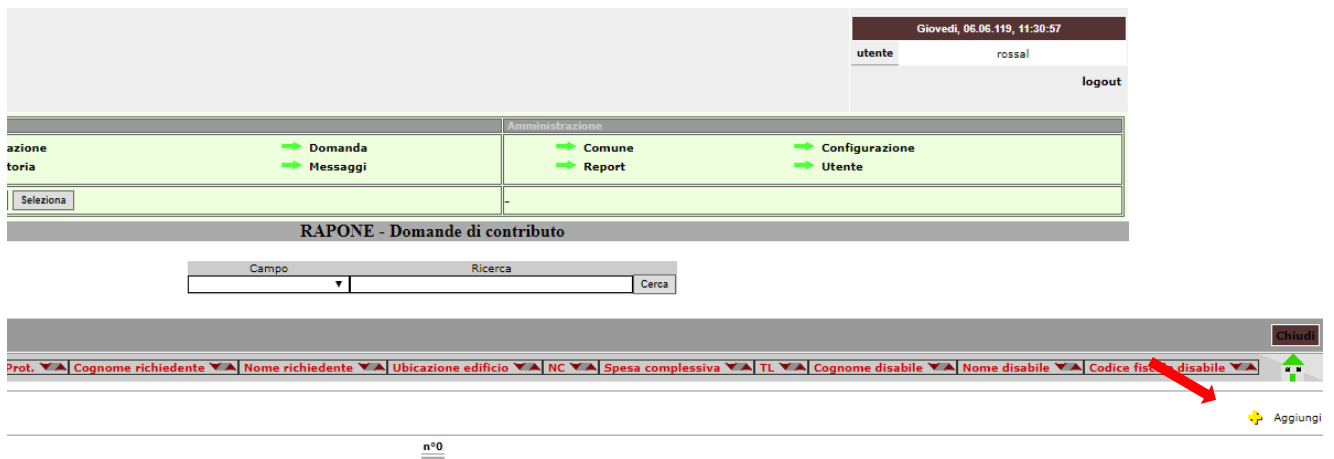 Giovedi, 06.06.119, 11:30:57
utente rossal
logout
Amministrazione
azione Domanda Comune Configurazione
toria Messaggi Report Utente
Seleziona -
RAPONE - Domande di contributo
Campo Ricerca
Cerca
Chiudi
Prot. Cognome richiedente Nome richiedente Ubicazione edificio NC Spesa complessiva TL Cognome disabile Nome disabile Codice fiscale disabile
Aggiungi
n°0